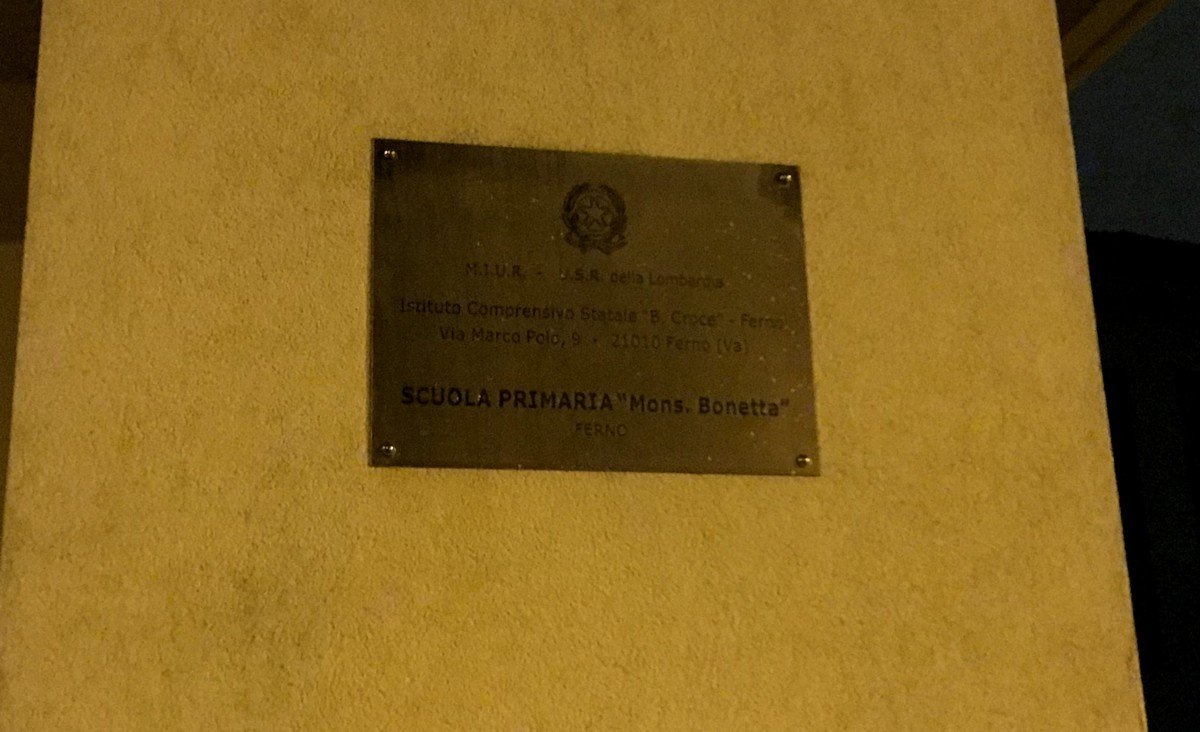 M.I.U.R. - U.S.R. della Lombardia
Istituto Comprensivo Statale "B. Croce" - Ferno
Via Marco Polo, 9 - 21010 Ferno (Va)
SCUOLA PRIMARIA "Mons. Bonetta"
FERNO